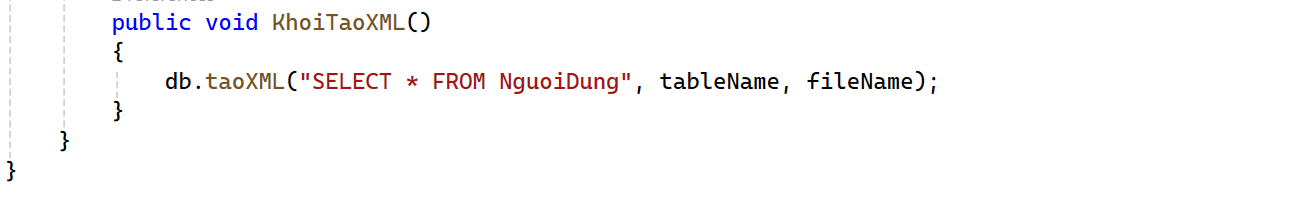 public void KhoiTaoXML()
{
db.taoXML("SELECT * FROM NguoiDung", tableName, fileName);
}
}
}